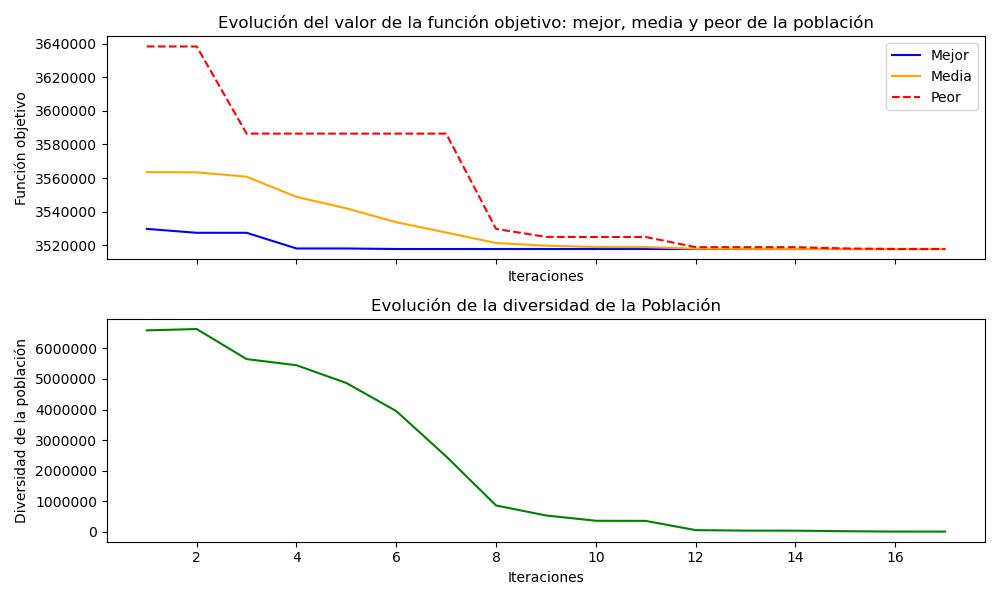 Evolución del valor de la función objetivo: mejor, media y peor de la población
Función objetivo
3640000
3620000
3600000
3580000
3560000
3540000
3520000
Mejor
Media
Peor
Iteraciones
Evolución de la diversidad de la Población
Diversidad de la población
6000000
5000000
4000000
3000000
2000000
1000000
0
2 4 6 8 10 12 14 16
Iteraciones